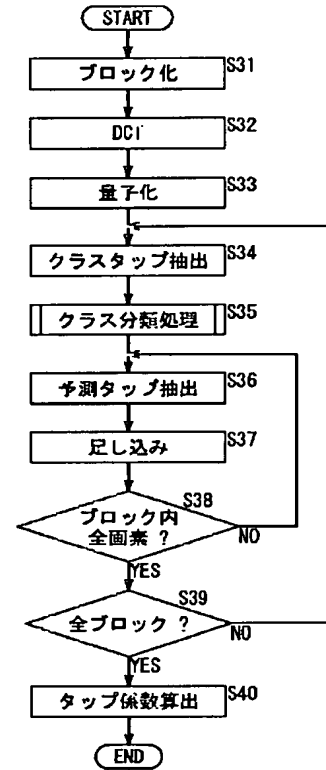 START
ブロック化
S31
DCT
S32
量子化
S33
クラスタップ抽出
S34
クラス分類処理
S35
予測タップ抽出
S36
足し込み
S37
S38
ブロック内
全画素 ?
NO
YES
S39
全ブロック ?
NO
YES
タップ係数算出
S40
END